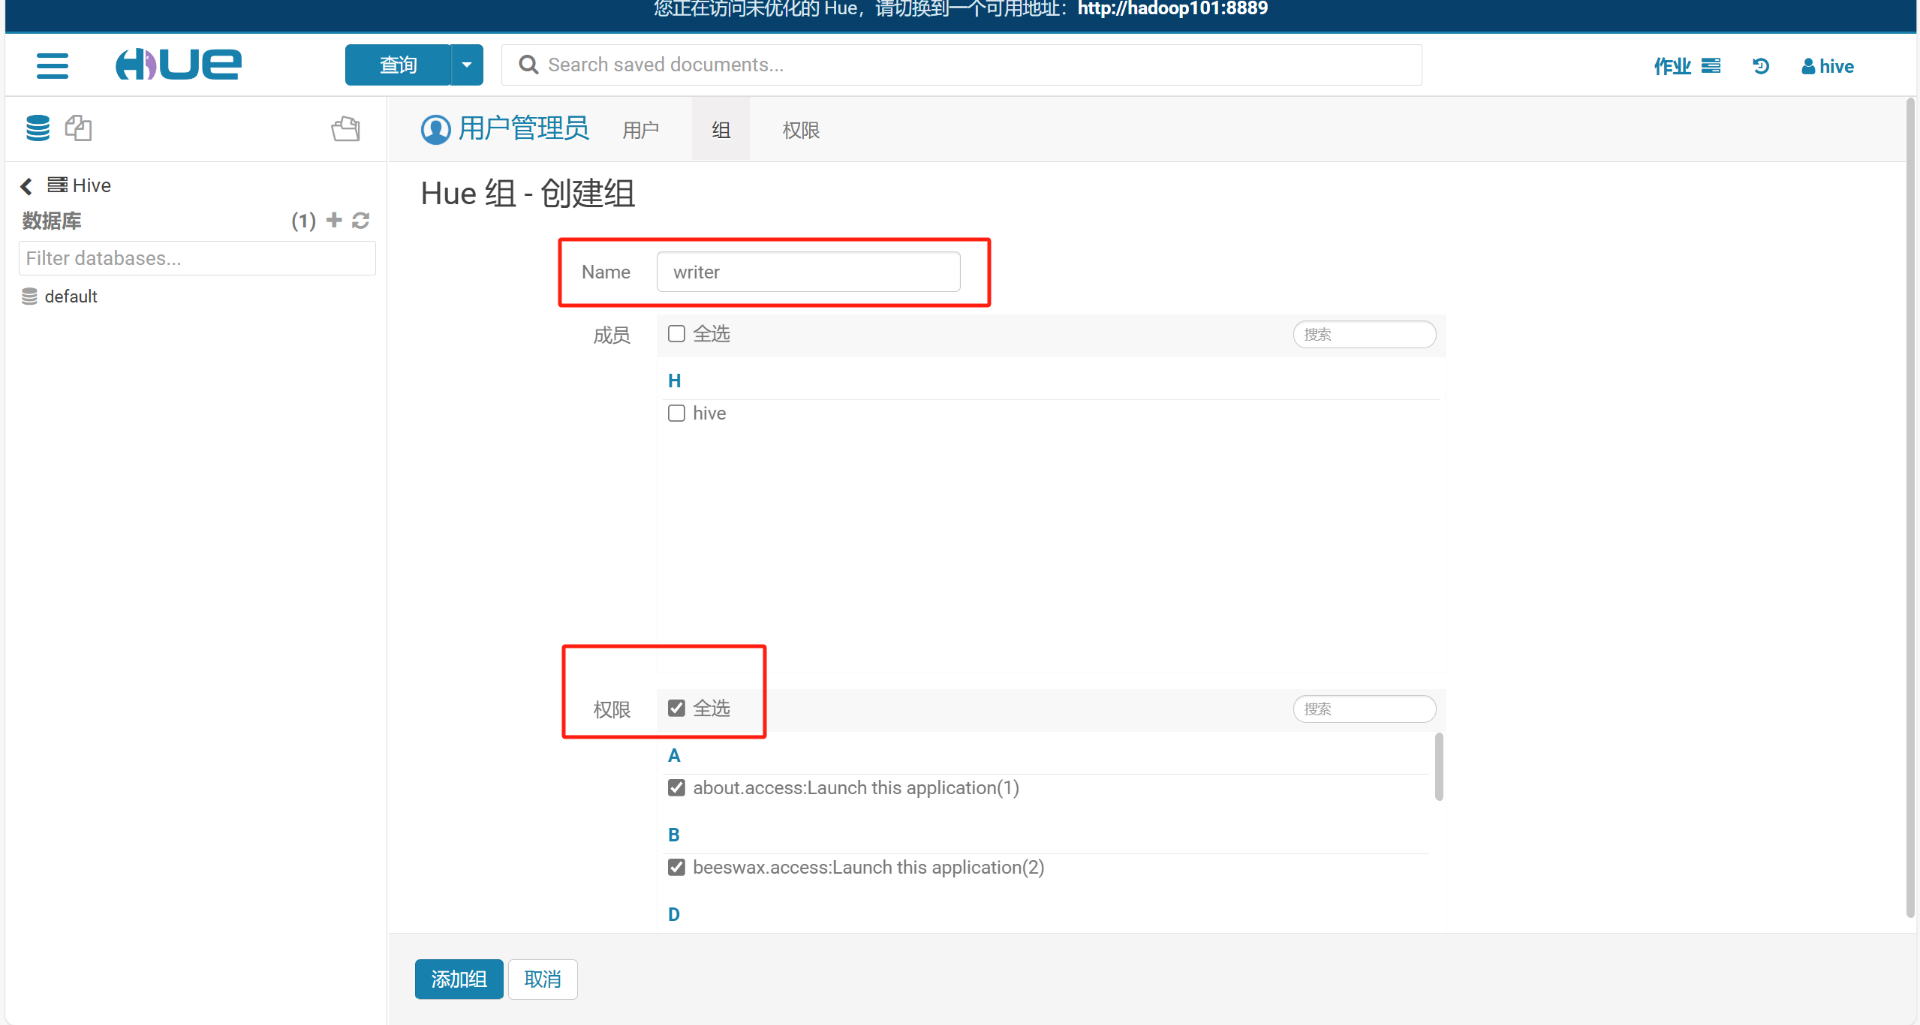 您正在访问未优化的 Hue，请切换到一个可用地址：http://hadoop101:8889
HUE
查询
Search saved documents...
作业
hive
用户管理员
用户
组
权限
Hive
数据库
(1)
Filter databases...
default
Hue 组 - 创建组
Name
writer
成员
全选
搜索
H
hive
权限
全选
搜索
A
about.access:Launch this application(1)
B
beeswax.access:Launch this application(2)
D
添加组
取消